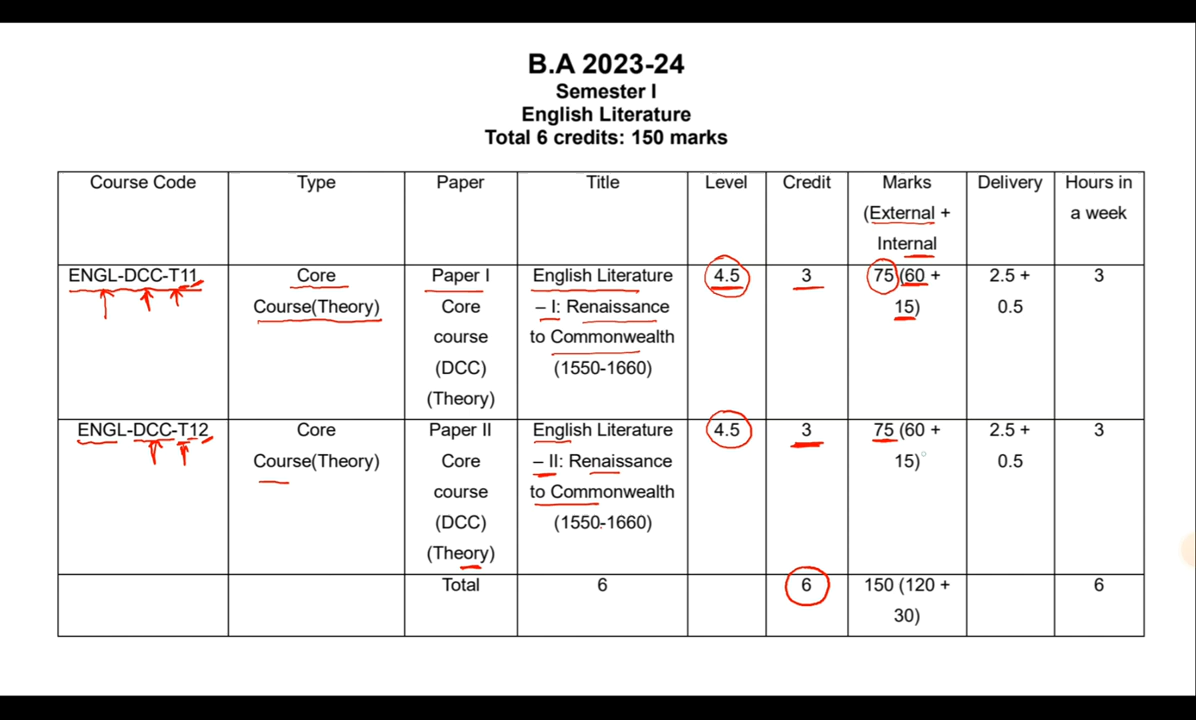 B.A 2023-24
Semester I
English Literature
Total 6 credits: 150 marks
Course Code
Type
Paper
Title
Level
Credit
Marks
(External +
Internal
Delivery
Hours in
a week
ENGL-DCC-T11
Core
Course(Theory)
Paper I
Core
course
(DCC)
(Theory)
English Literature
– I: Renaissance
to Commonwealth
(1550-1660)
4.5
3
75 (60 +
15)
2.5 +
0.5
3
ENGL-DCC-T12
Core
Course(Theory)
Paper II
Core
course
(DCC)
(Theory)
English Literature
– II: Renaissance
to Commonwealth
(1550-1660)
4.5
3
75 (60 +
15)
2.5 +
0.5
3
Total
6
6
150 (120 +
30)
6